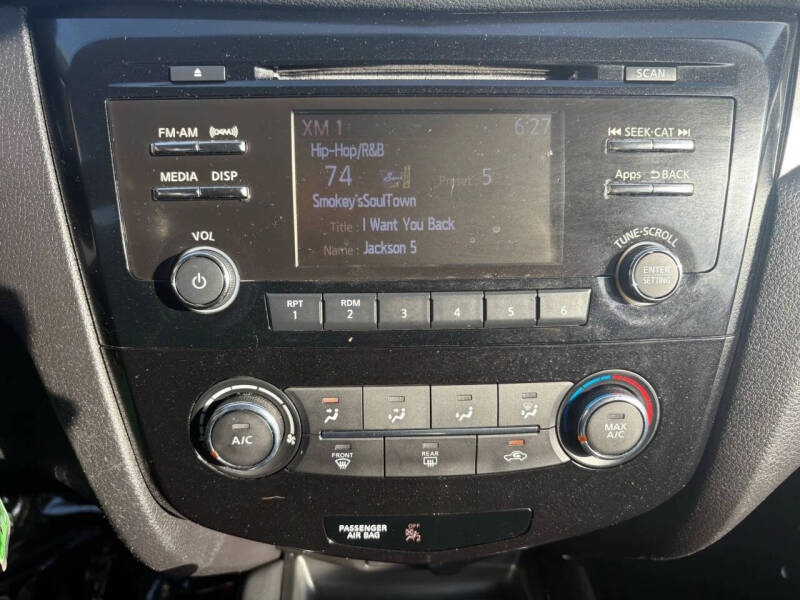 SCAN
FM·AM ((XM))
MEDIA DISP
VOL
XM 1 6:27
Hip-Hop/R&B
74 Preset 5
Smokey'sSoulTown
Title : I Want You Back
Name : Jackson 5
SEEK·CAT
Apps BACK
TUNE·SCROLL
ENTER
SETTING
RPT
1
RDM
2
3
4
5
6
A/C
MAX
A/C
FRONT
REAR
PASSENGER
AIR BAG
OFF